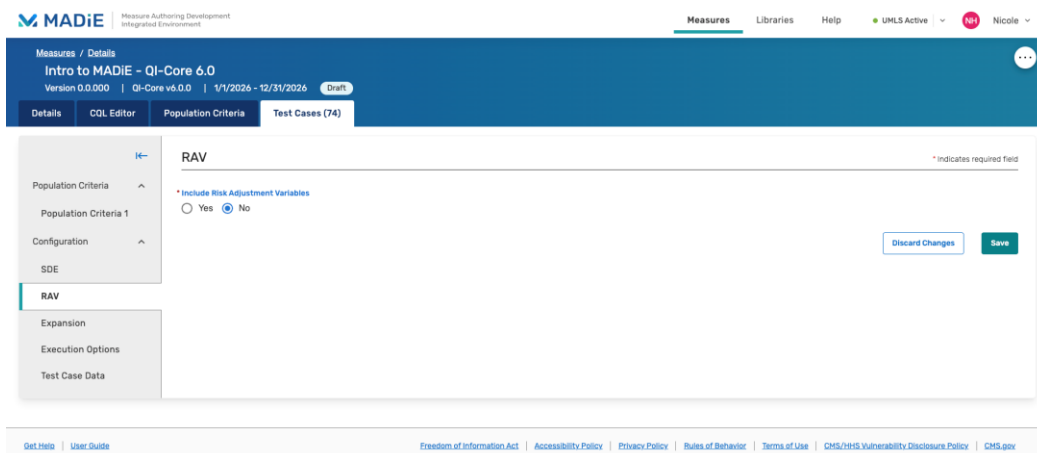 MADiE
Measure Authoring Development
Integrated Environment
Measures
Libraries
Help
UMLS Active
NH
Nicole
Measures / Details
Intro to MADiE - QI-Core 6.0
Version 0.0.000 | QI-Core v6.0.0 | 1/1/2026 - 12/31/2026 Draft
Details
CQL Editor
Population Criteria
Test Cases (74)
Population Criteria
Population Criteria 1
Configuration
SDE
RAV
Expansion
Execution Options
Test Case Data
RAV
* Indicates required field
* Include Risk Adjustment Variables
Yes No
Discard Changes
Save
Get Help | User Guide
Freedom of Information Act | Accessibility Policy | Privacy Policy | Rules of Behavior | Terms of Use | CMS/HHS Vulnerability Disclosure Policy | CMS.gov